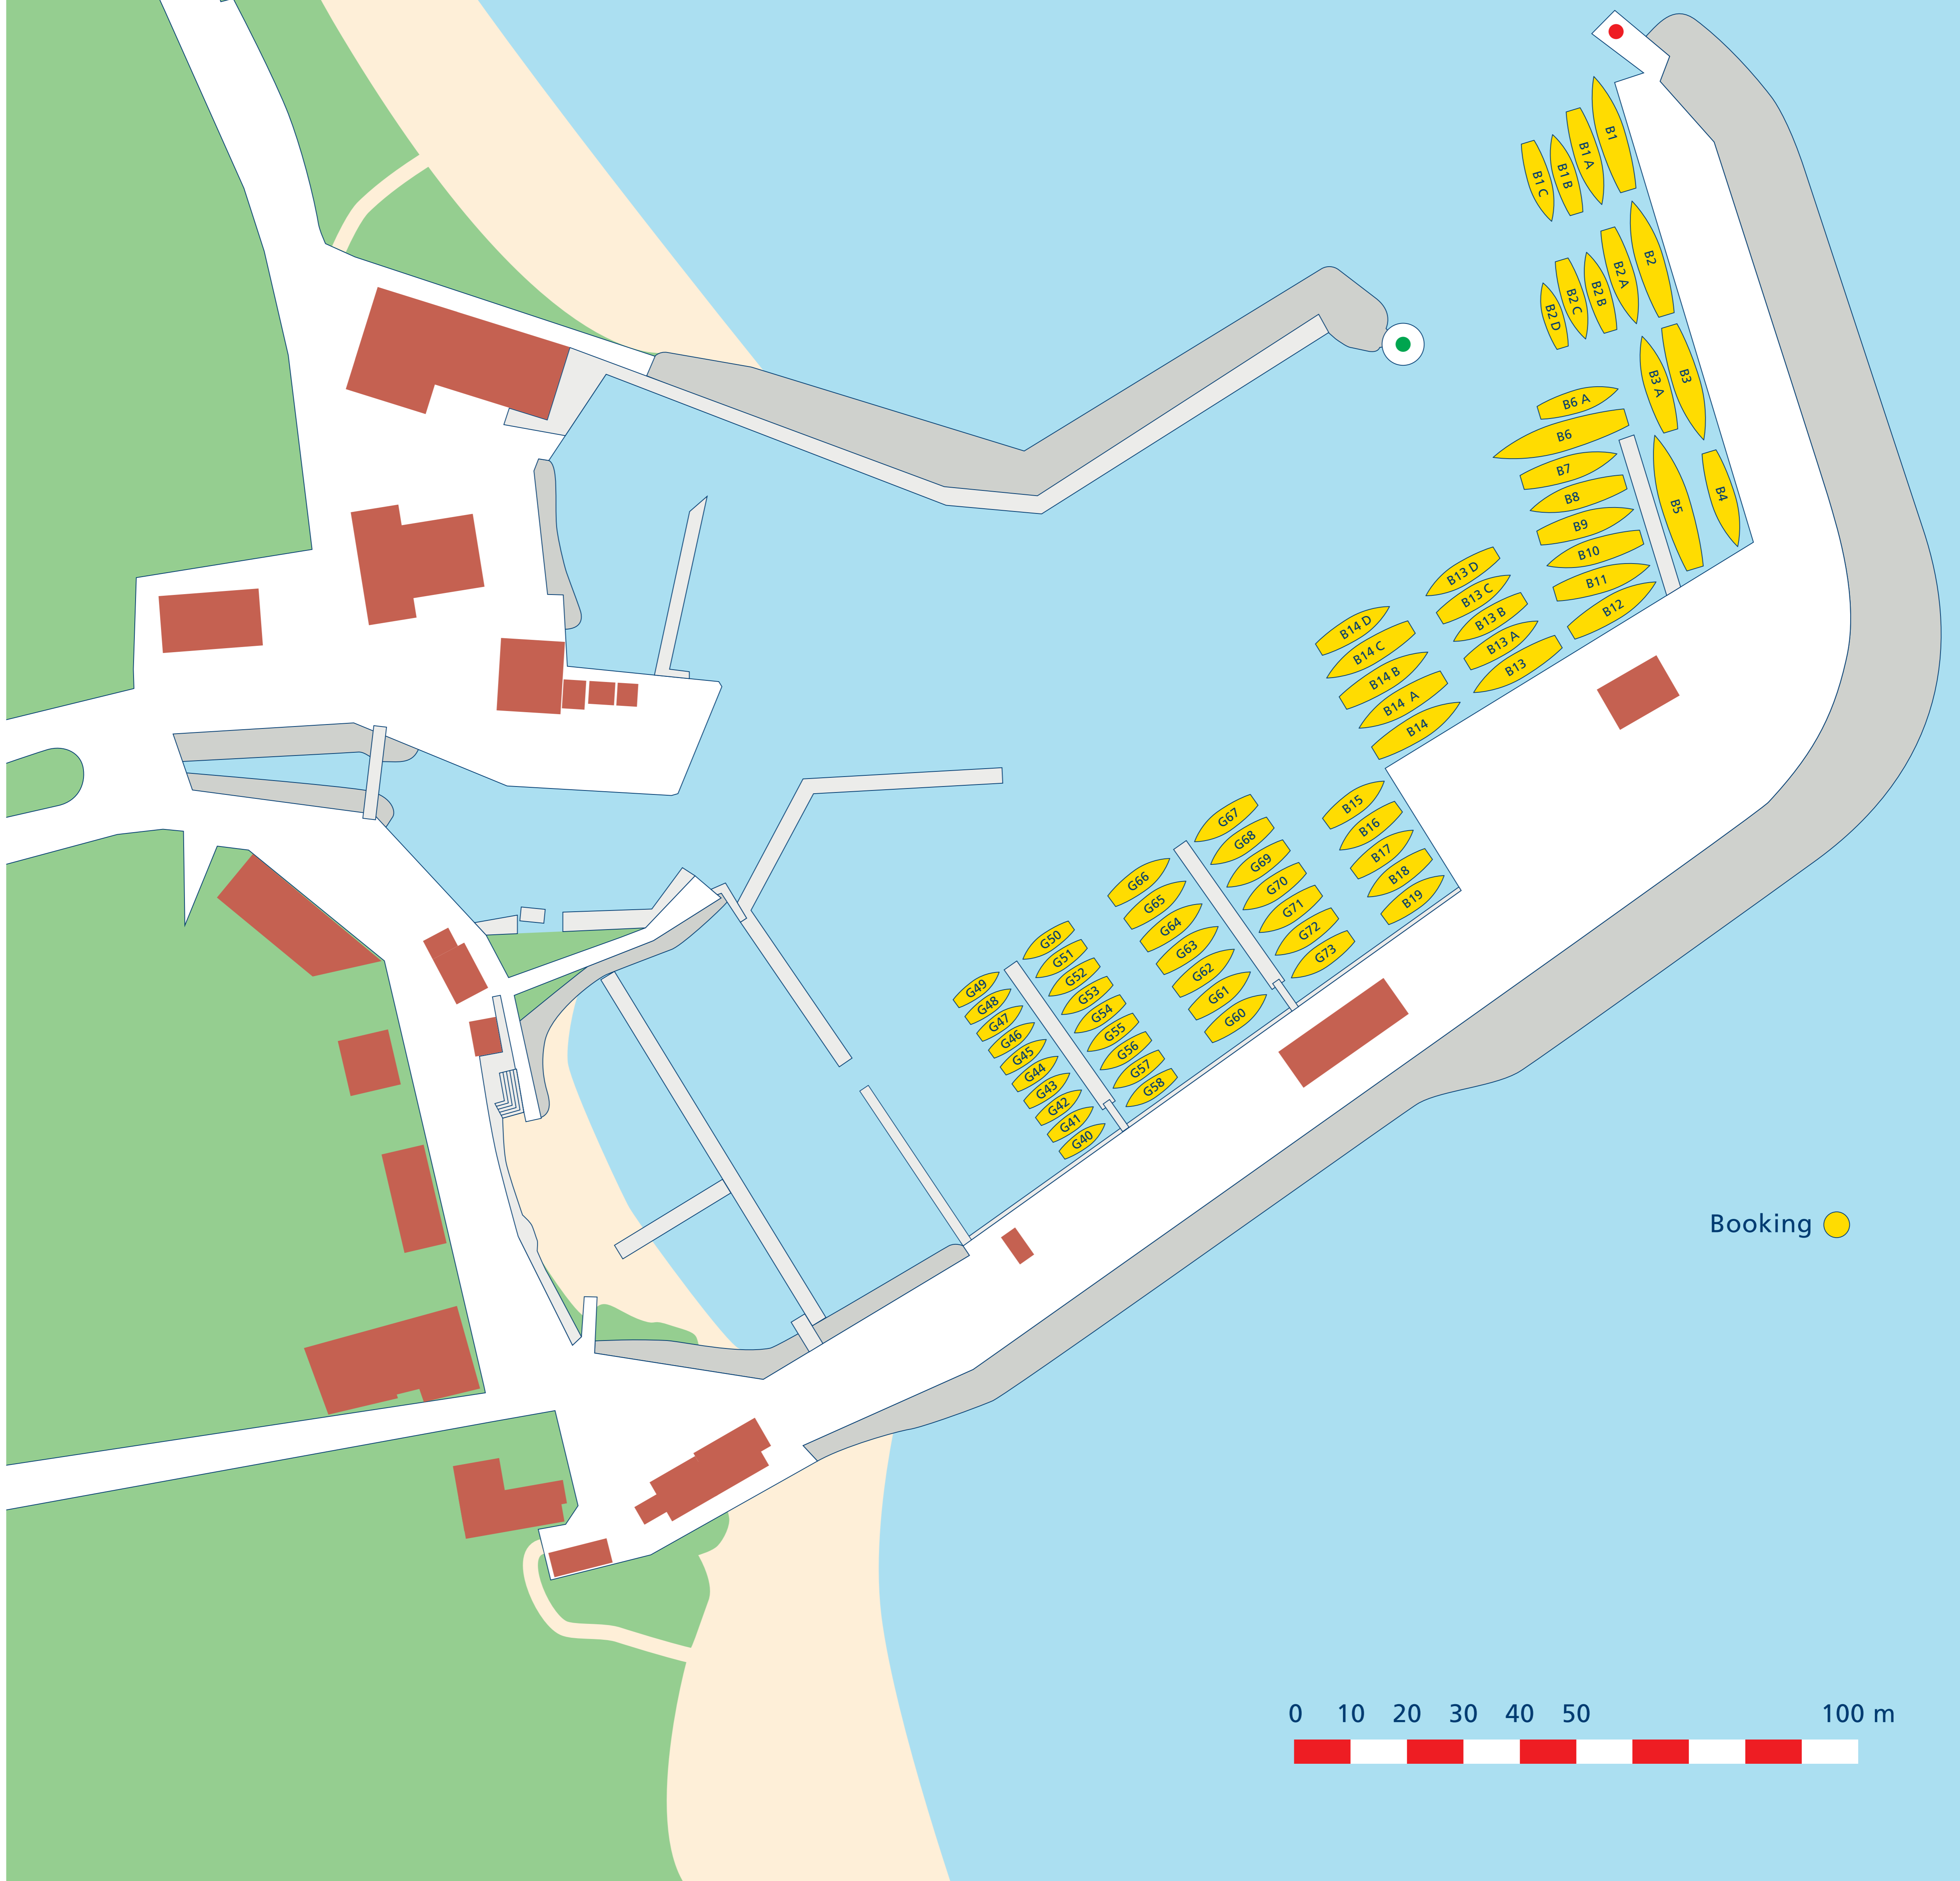 B1
B1 A
B1 B
B1 C
B2
B2 A
B2 B
B2 C
B2 D
B3
B3 A
B4
B5
B6 A
B6
B7
B8
B9
B10
B11
B12
B13 D
B13 C
B13 B
B13 A
B13
B14 D
B14 C
B14 B
B14 A
B14
B15
B16
B17
B18
B19
G67
G68
G69
G70
G71
G72
G73
G66
G65
G64
G63
G62
G61
G60
G50
G51
G52
G53
G54
G55
G56
G57
G58
G49
G48
G47
G46
G45
G44
G43
G42
G41
G40
Booking
0 10 20 30 40 50 100 m